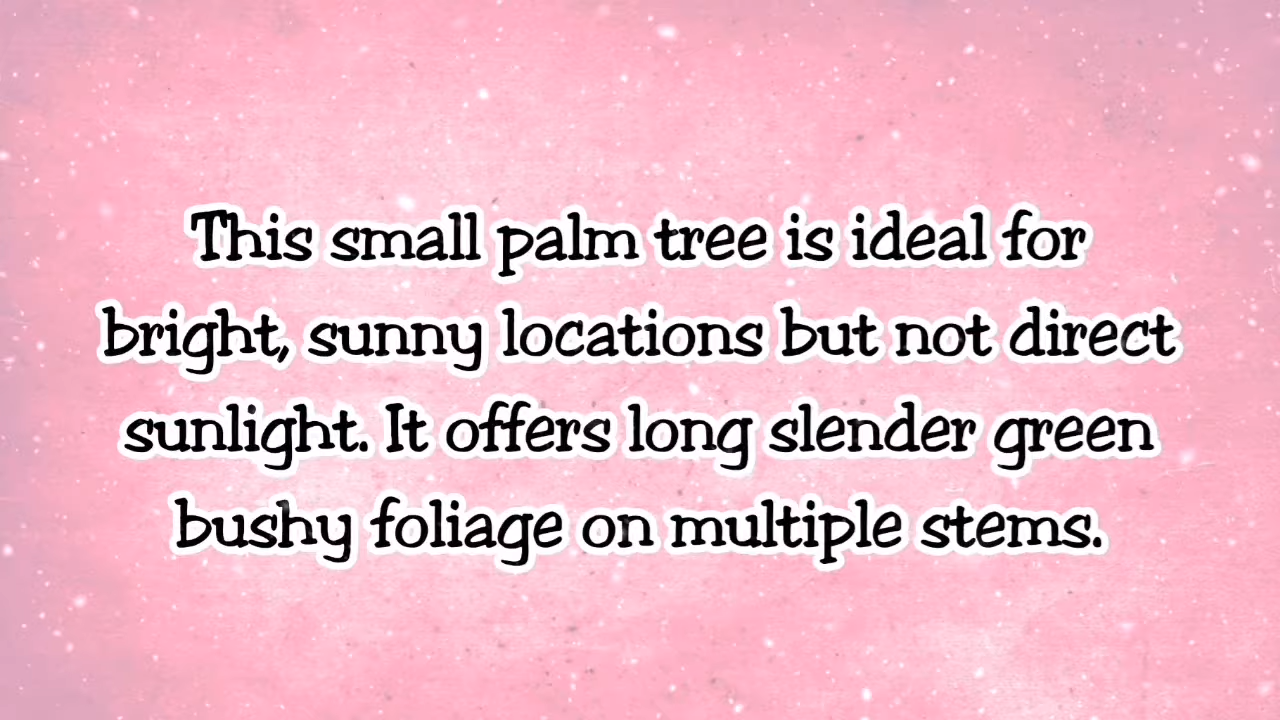 This small palm tree is ideal for
bright, sunny locations but not direct
sunlight. It offers long slender green
bushy foliage on multiple stems.